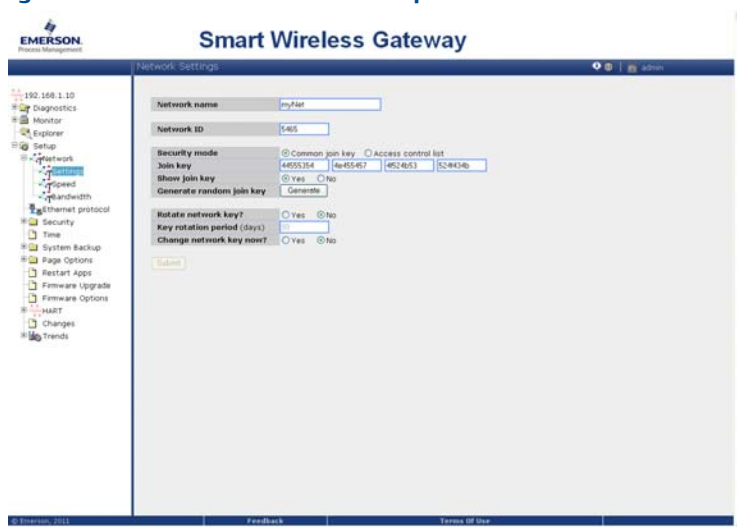 EMERSON.
Process Management
Smart Wireless Gateway
Network Settings
admin
192.168.1.10
Diagnostics
Monitor
Explorer
Setup
Network
Settings
Speed
Bandwidth
Ethernet protocol
Security
Time
System Backup
Page Options
Restart Apps
Firmware Upgrade
Firmware Options
HART
Changes
Trends
Network name myNet
Network ID 5465
Security mode Common join key Access control list
Join key 44555354 4e455457 4f524b53 524f434b
Show join key Yes No
Generate random join key Generate
Rotate network key? Yes No
Key rotation period (days)
Change network key now? Yes No
Submit
© Emerson, 2011 Feedback Terms Of Use